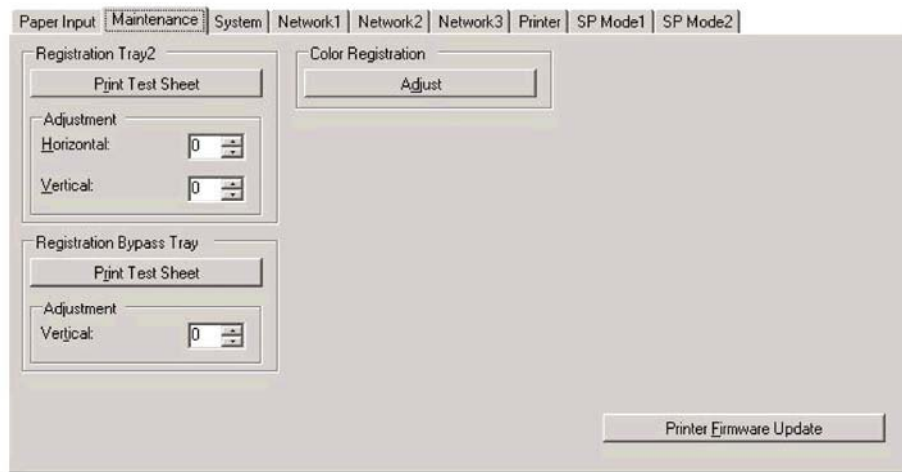 Paper Input Maintenance System Network1 Network2 Network3 Printer SP Mode1 SP Mode2
Registration Tray2
Print Test Sheet
Adjustment
Horizontal: 0
Vertical: 0
Registration Bypass Tray
Print Test Sheet
Adjustment
Vertical: 0
Color Registration
Adjust
Printer Firmware Update